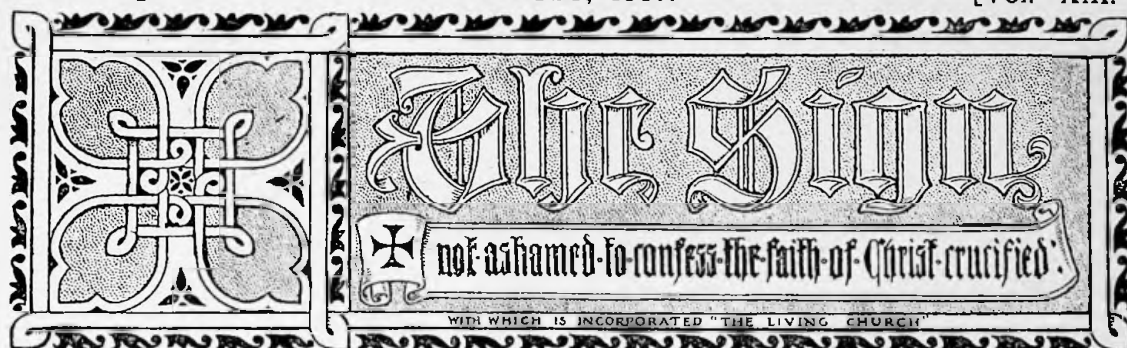 The Sign
not ashamed to confess the faith of Christ crucified
WITH WHICH IS INCORPORATED "THE LIVING CHURCH"